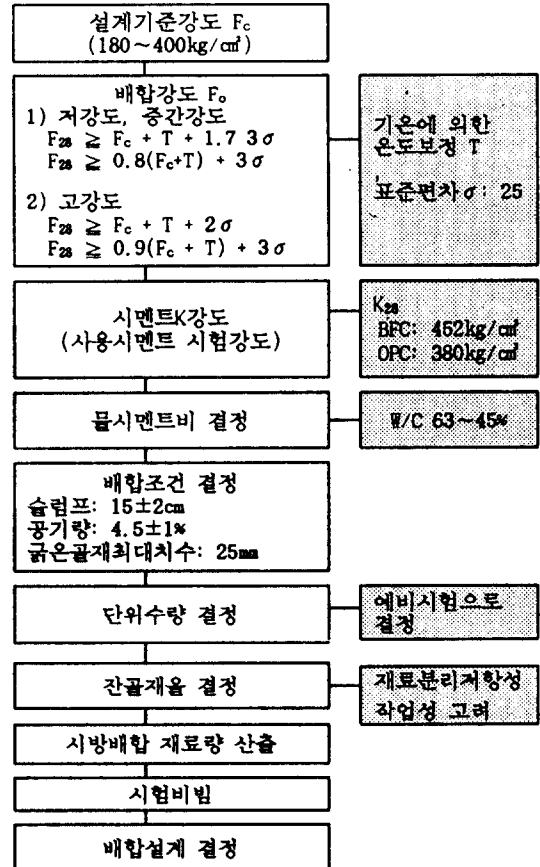 설계기준강도 Fc
(180~400kg/㎠)
배합강도 Fo
1) 저강도, 중간강도
F28 ≧ Fc + T + 1.7 3σ
F28 ≧ 0.8(Fc+T) + 3σ
2) 고강도
F28 ≧ Fc + T + 2σ
F28 ≧ 0.9(Fc + T) + 3σ
기온에 의한
온도보정 T
표준편차 σ: 25
시멘트K강도
(사용시멘트 시험강도)
K28
BFC: 452kg/㎠
OPC: 380kg/㎠
물시멘트비 결정
W/C 63~45%
배합조건 결정
슬럼프: 15±2cm
공기량: 4.5±1%
굵은골재최대치수: 25mm
단위수량 결정
예비시험으로
결정
잔골재율 결정
재료분리저항성
작업성 고려
시방배합 재료량 산출
시험비빔
배합설계 결정